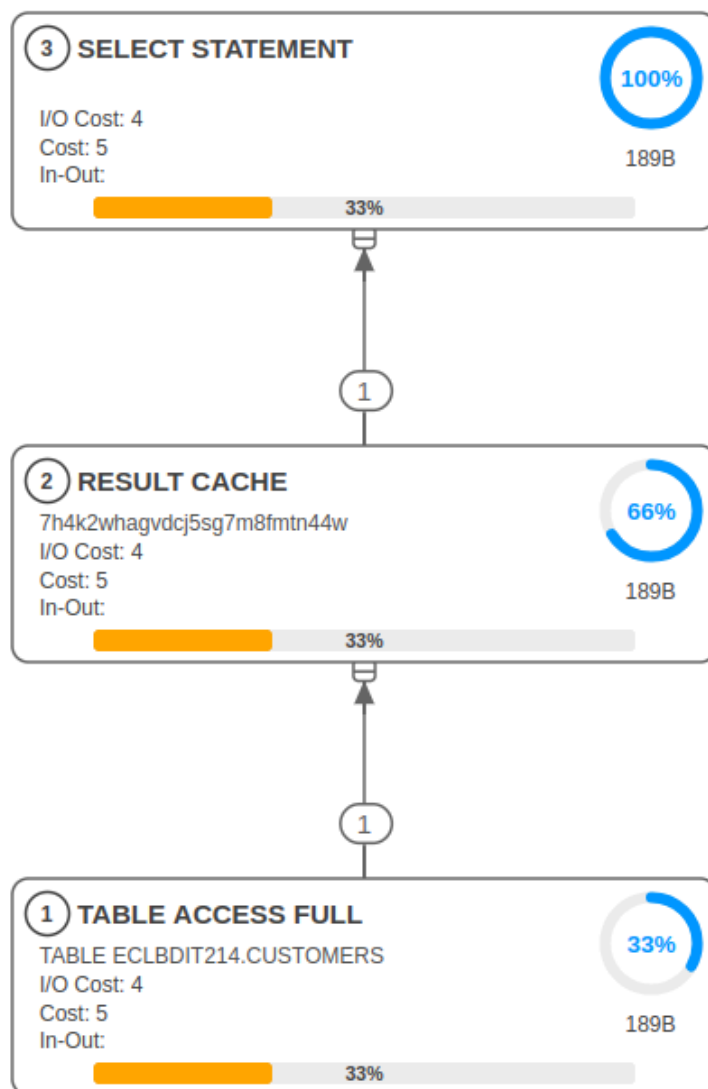 3 SELECT STATEMENT
100%
I/O Cost: 4
Cost: 5
189B
In-Out:
33%
1
2 RESULT CACHE
7h4k2whagvdcj5sg7m8fmtn44w
66%
I/O Cost: 4
Cost: 5
189B
In-Out:
33%
1
1 TABLE ACCESS FULL
TABLE ECLBDIT214.CUSTOMERS
33%
I/O Cost: 4
Cost: 5
189B
In-Out:
33%